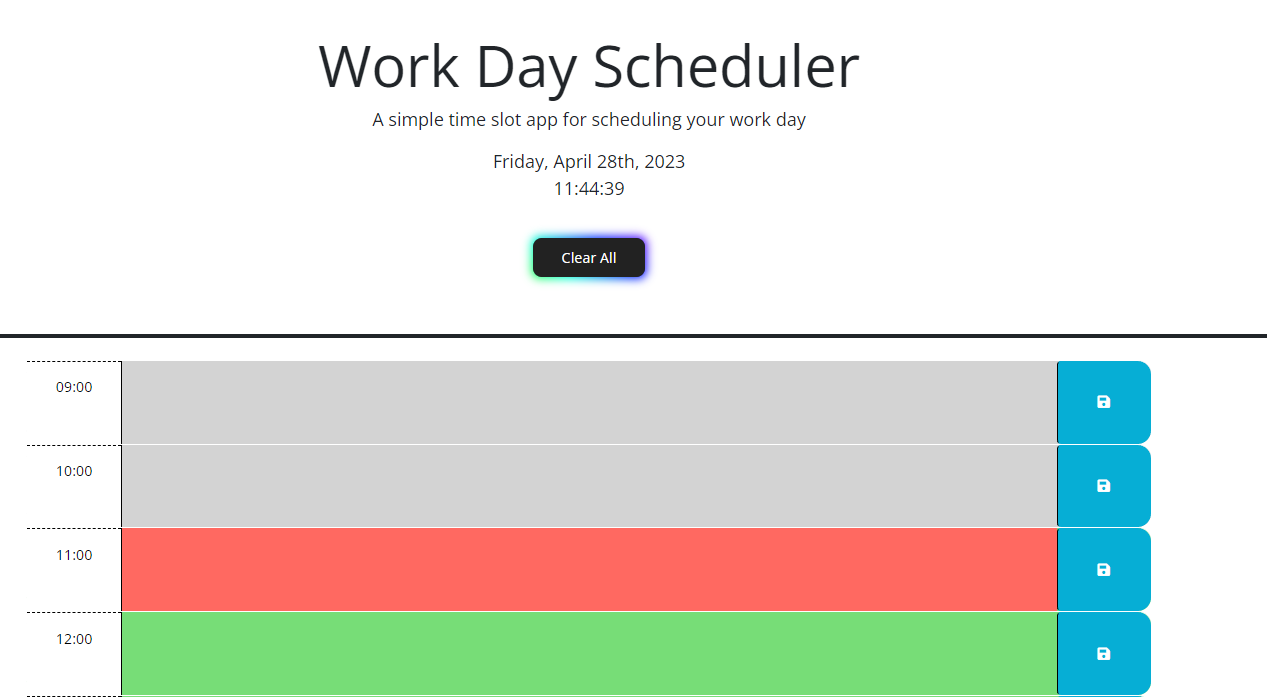 Work Day Scheduler
A simple time slot app for scheduling your work day
Friday, April 28th, 2023
11:44:39
Clear All
09:00
10:00
11:00
12:00